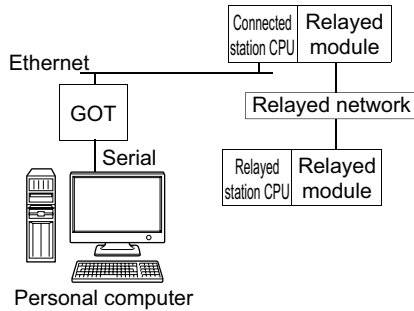 Connected
station CPU
Relayed
module
Ethernet
GOT
Relayed network
Serial
Relayed
station CPU
Relayed
module
Personal computer